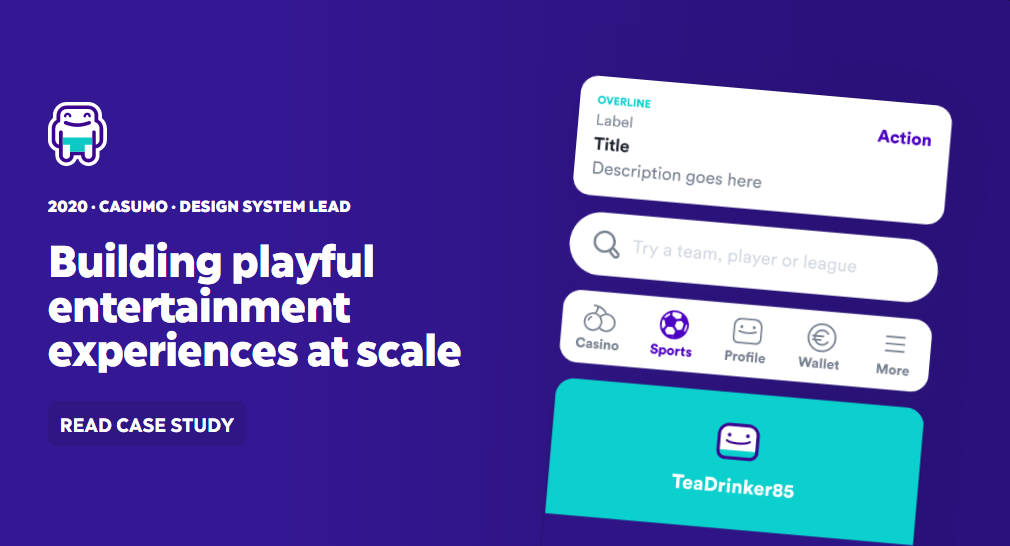 2020 · CASUMO · DESIGN SYSTEM LEAD
Building playful
entertainment
experiences at scale
READ CASE STUDY
OVERLINE
Label
Title
Description goes here
Action
Try a team, player or league
Casino
Sports
Profile
Wallet
More
TeaDrinker85